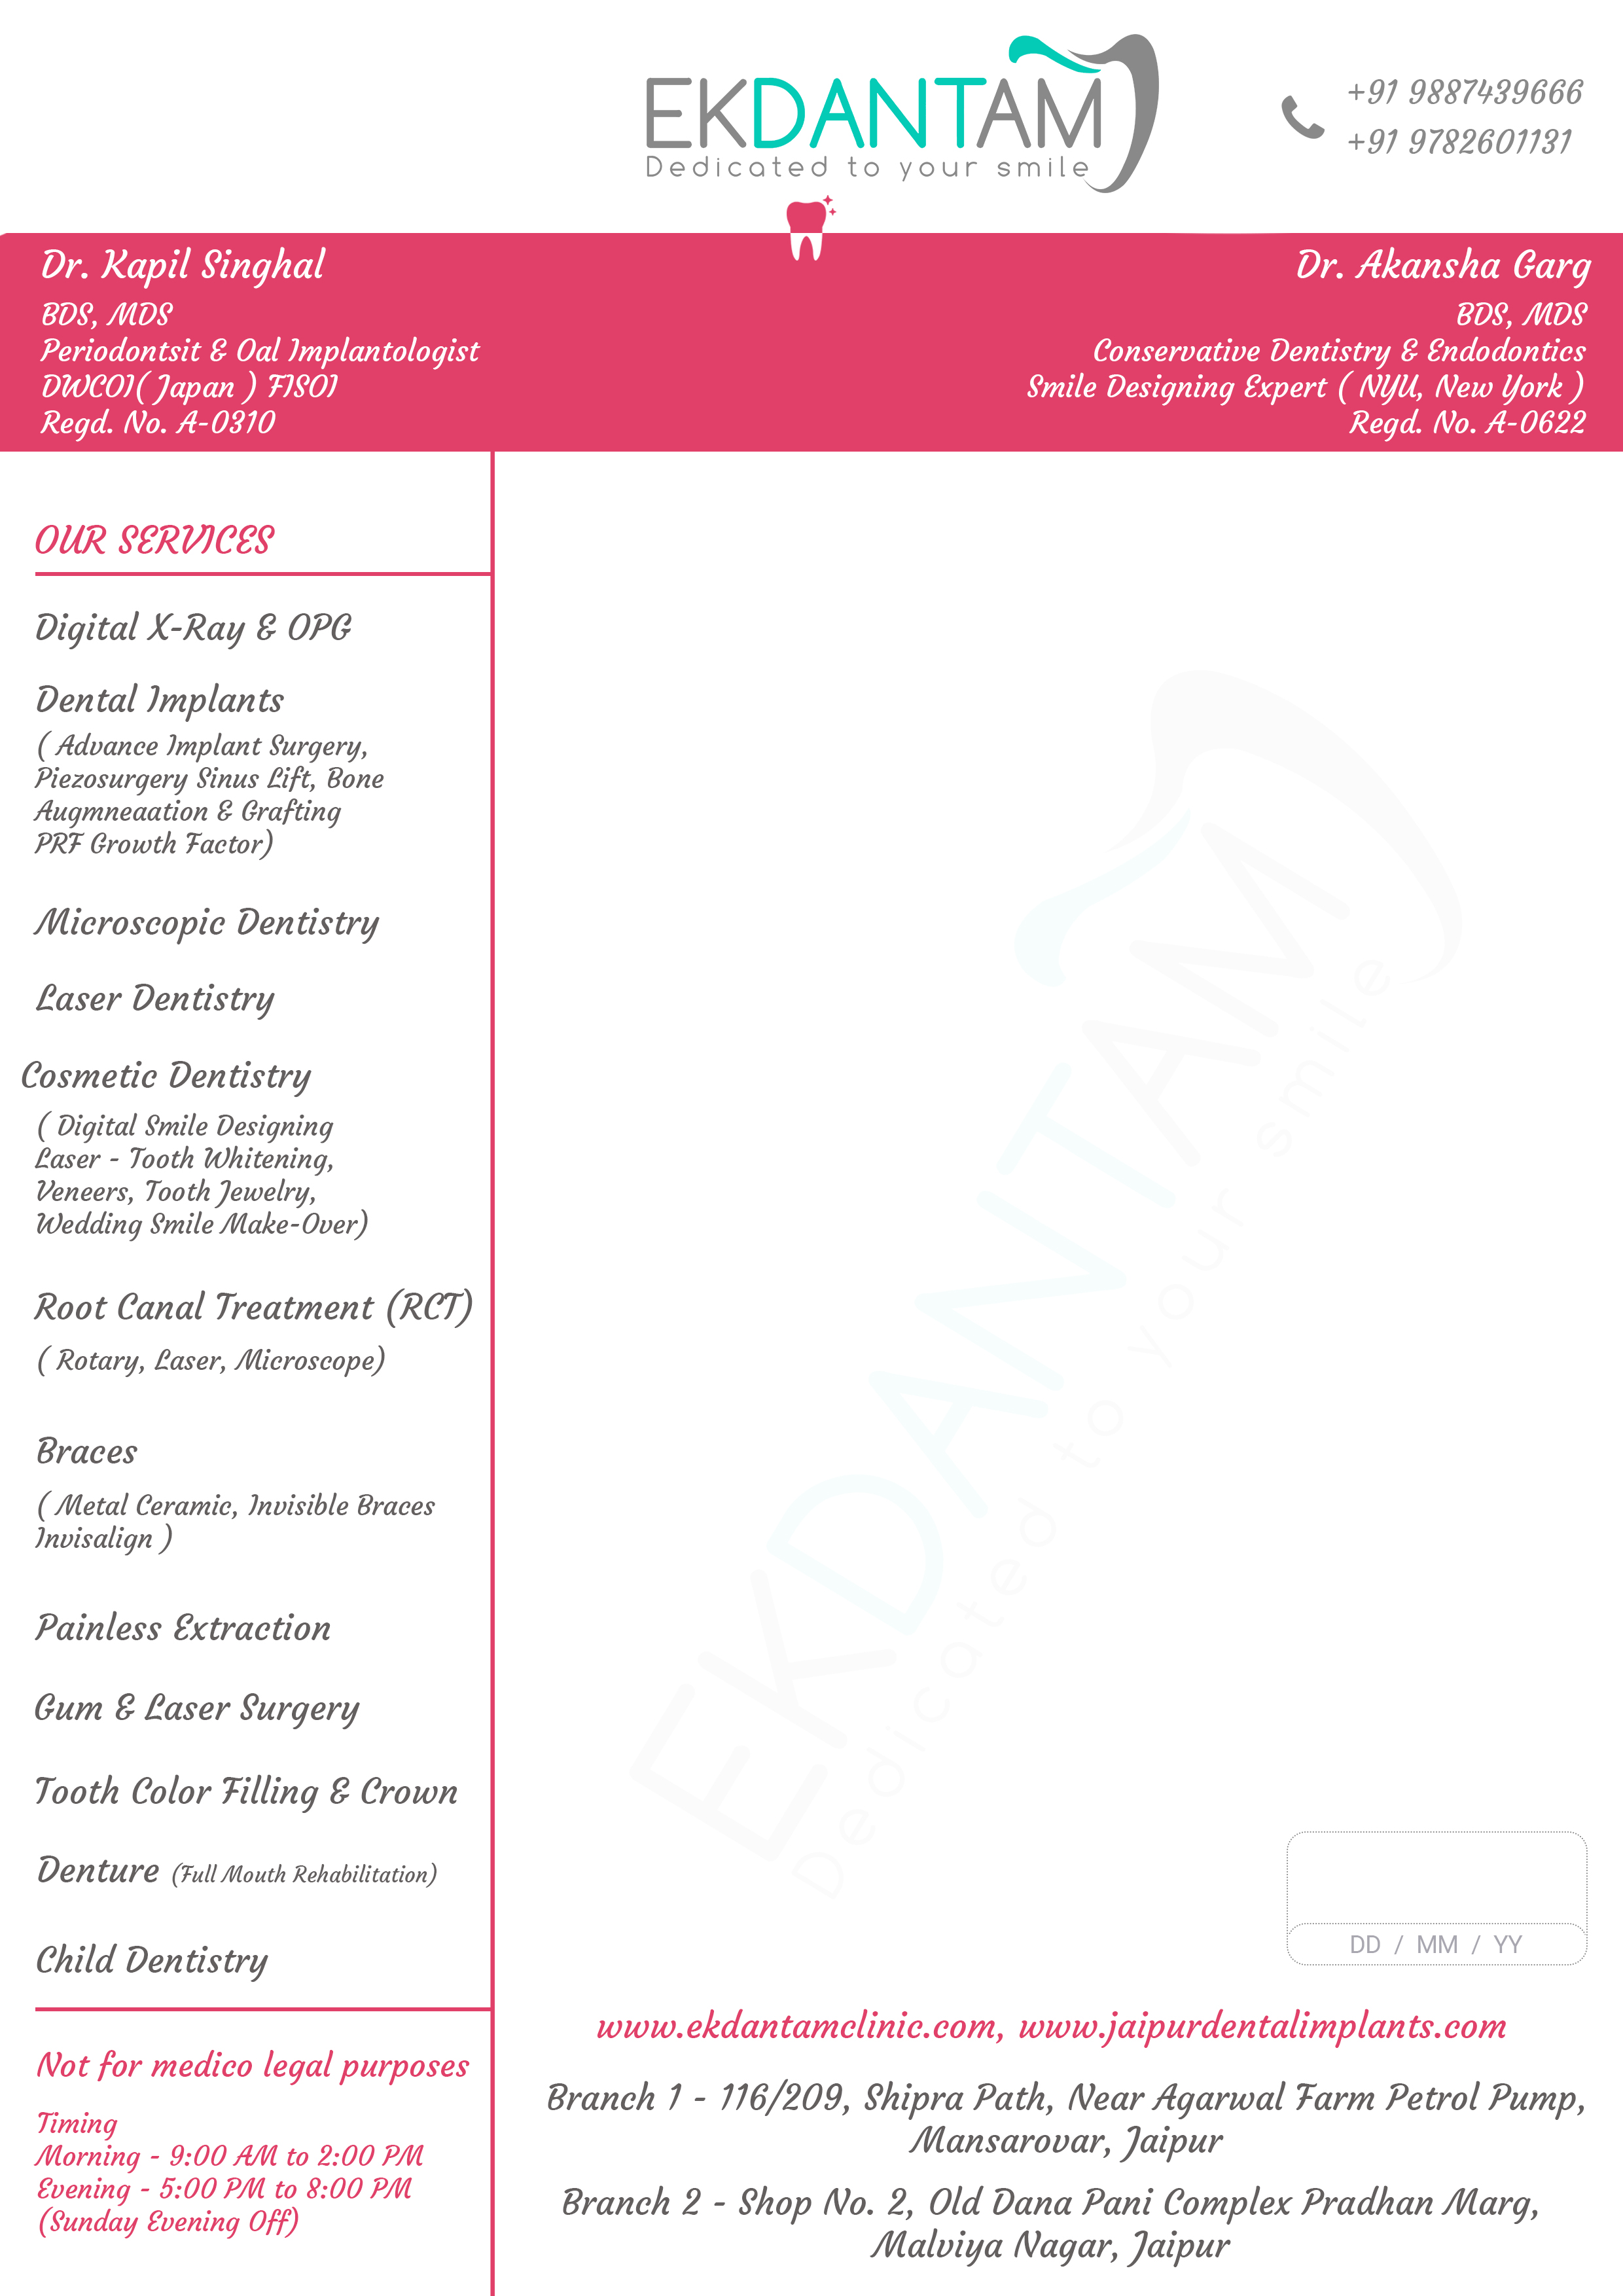 EKDANTAM
Dedicated to your smile
+91 9887439666
+91 9782601131
Dr. Kapil Singhal
BDS, MDS
Periodontsit & Oal Implantologist
DWCOI( Japan ) FISOI
Regd. No. A-0310
Dr. Akansha Garg
BDS, MDS
Conservative Dentistry & Endodontics
Smile Designing Expert ( NYU, New York )
Regd. No. A-0622
OUR SERVICES
Digital X-Ray & OPG
Dental Implants
( Advance Implant Surgery,
Piezosurgery Sinus Lift, Bone
Augmneaation & Grafting
PRF Growth Factor)
Microscopic Dentistry
Laser Dentistry
Cosmetic Dentistry
( Digital Smile Designing
Laser - Tooth Whitening,
Veneers, Tooth Jewelry,
Wedding Smile Make-Over)
Root Canal Treatment (RCT)
( Rotary, Laser, Microscope)
Braces
( Metal Ceramic, Invisible Braces
Invisalign )
Painless Extraction
Gum & Laser Surgery
Tooth Color Filling & Crown
Denture (Full Mouth Rehabilitation)
Child Dentistry
Not for medico legal purposes
Timing
Morning - 9:00 AM to 2:00 PM
Evening - 5:00 PM to 8:00 PM
(Sunday Evening Off)
EKDANTAM
Dedicated to your smile
DD / MM / YY
www.ekdantamclinic.com, www.jaipurdentalimplants.com
Branch 1 - 116/209, Shipra Path, Near Agarwal Farm Petrol Pump,
Mansarovar, Jaipur
Branch 2 - Shop No. 2, Old Dana Pani Complex Pradhan Marg,
Malviya Nagar, Jaipur